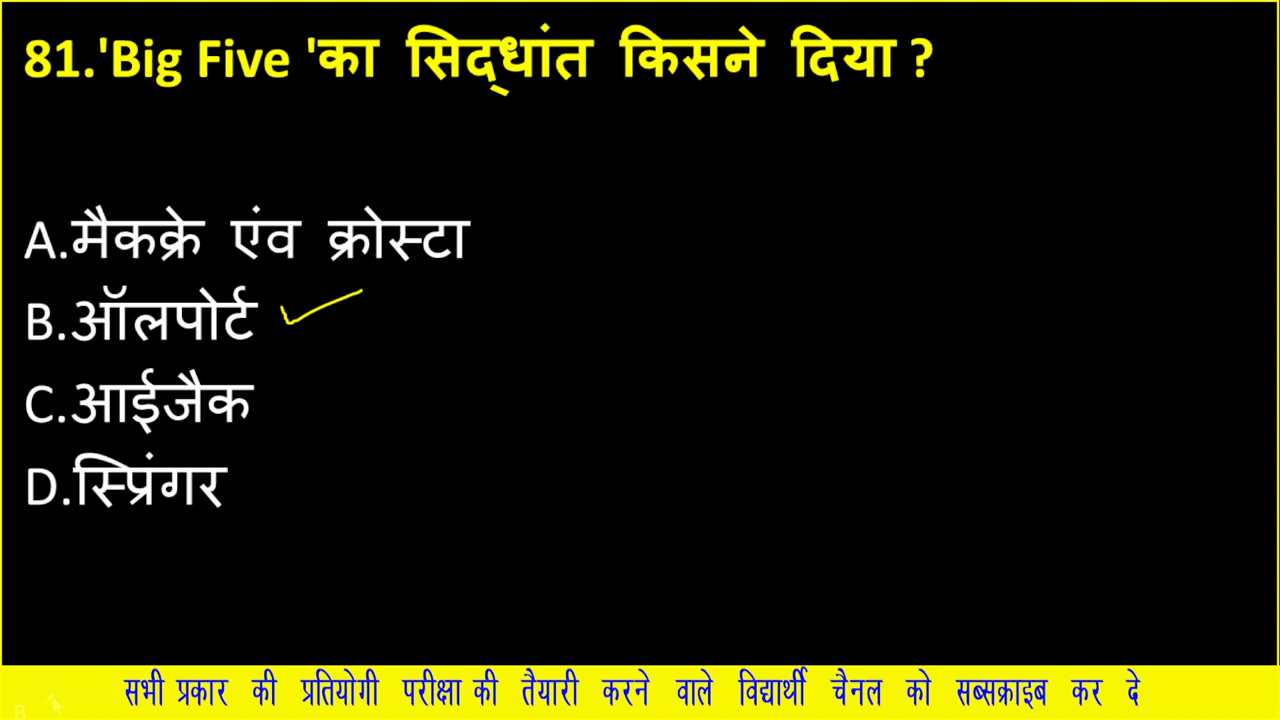 81.'Big Five 'का सिद्धांत किसने दिया ?
A.मैकक्रे एंव क्रोस्टा
B.ऑलपोर्ट
C.आईजैक
D.स्प्रिंगर
सभी प्रकार की प्रतियोगी परीक्षा की तैयारी करने वाले विद्यार्थी चैनल को सब्सक्राइब कर दे
B